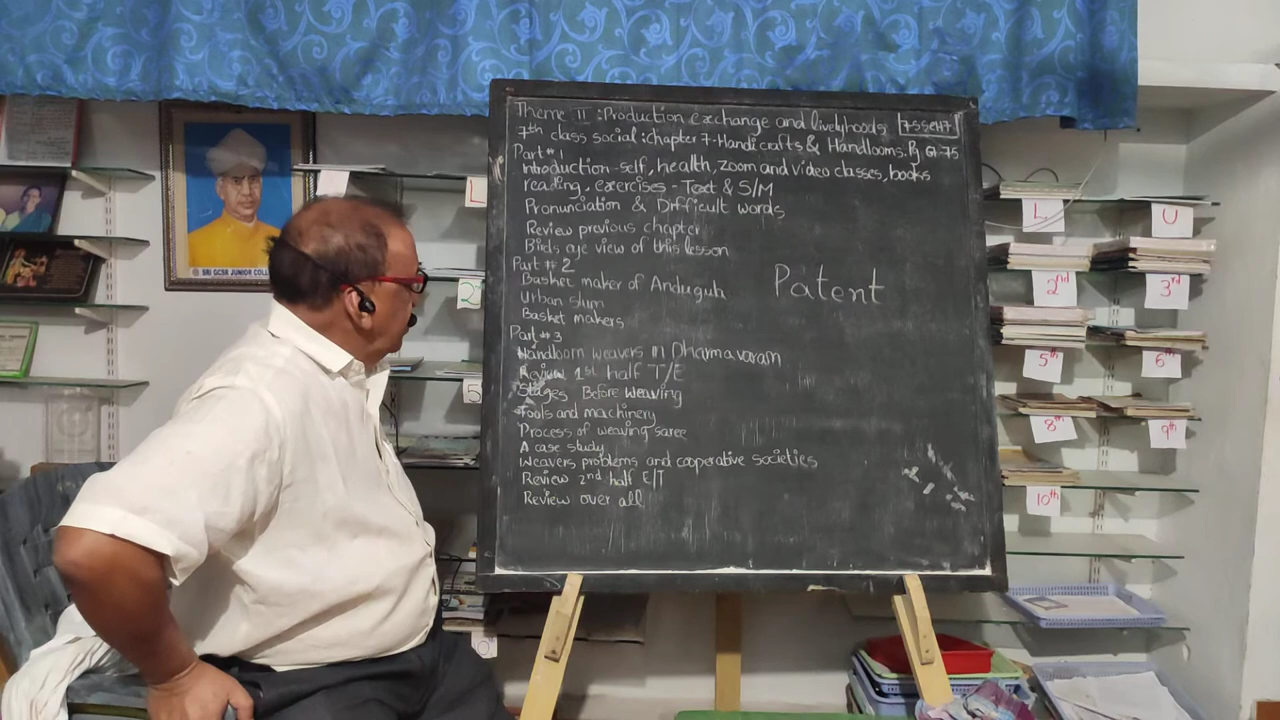 Theme II : Production exchange and livelyhoods 7SSEH7
7th class social : chapter 7 - Handicrafts & Handlooms. Pg 67-75
Part # 1
Introduction - self, health, zoom and video classes, books
reading, exercises - Text & S/M
Pronunciation & Difficult words
Review previous chapter
Birds eye view of this lesson
Part # 2
Basket maker of Andugula
Urban slum
Basket makers
Part # 3
Handloom weavers in Dharmavaram
Review 1st half T/E
Stages Before weaving
Tools and machinery
Process of weaving saree
A case study
Weavers problems and cooperative societies
Review 2nd half E/T
Review over all
Patent
SRI GCSR JUNIOR COLL
L
2
5
L
U
2nd
3rd
5th
6th
8th
9th
10th